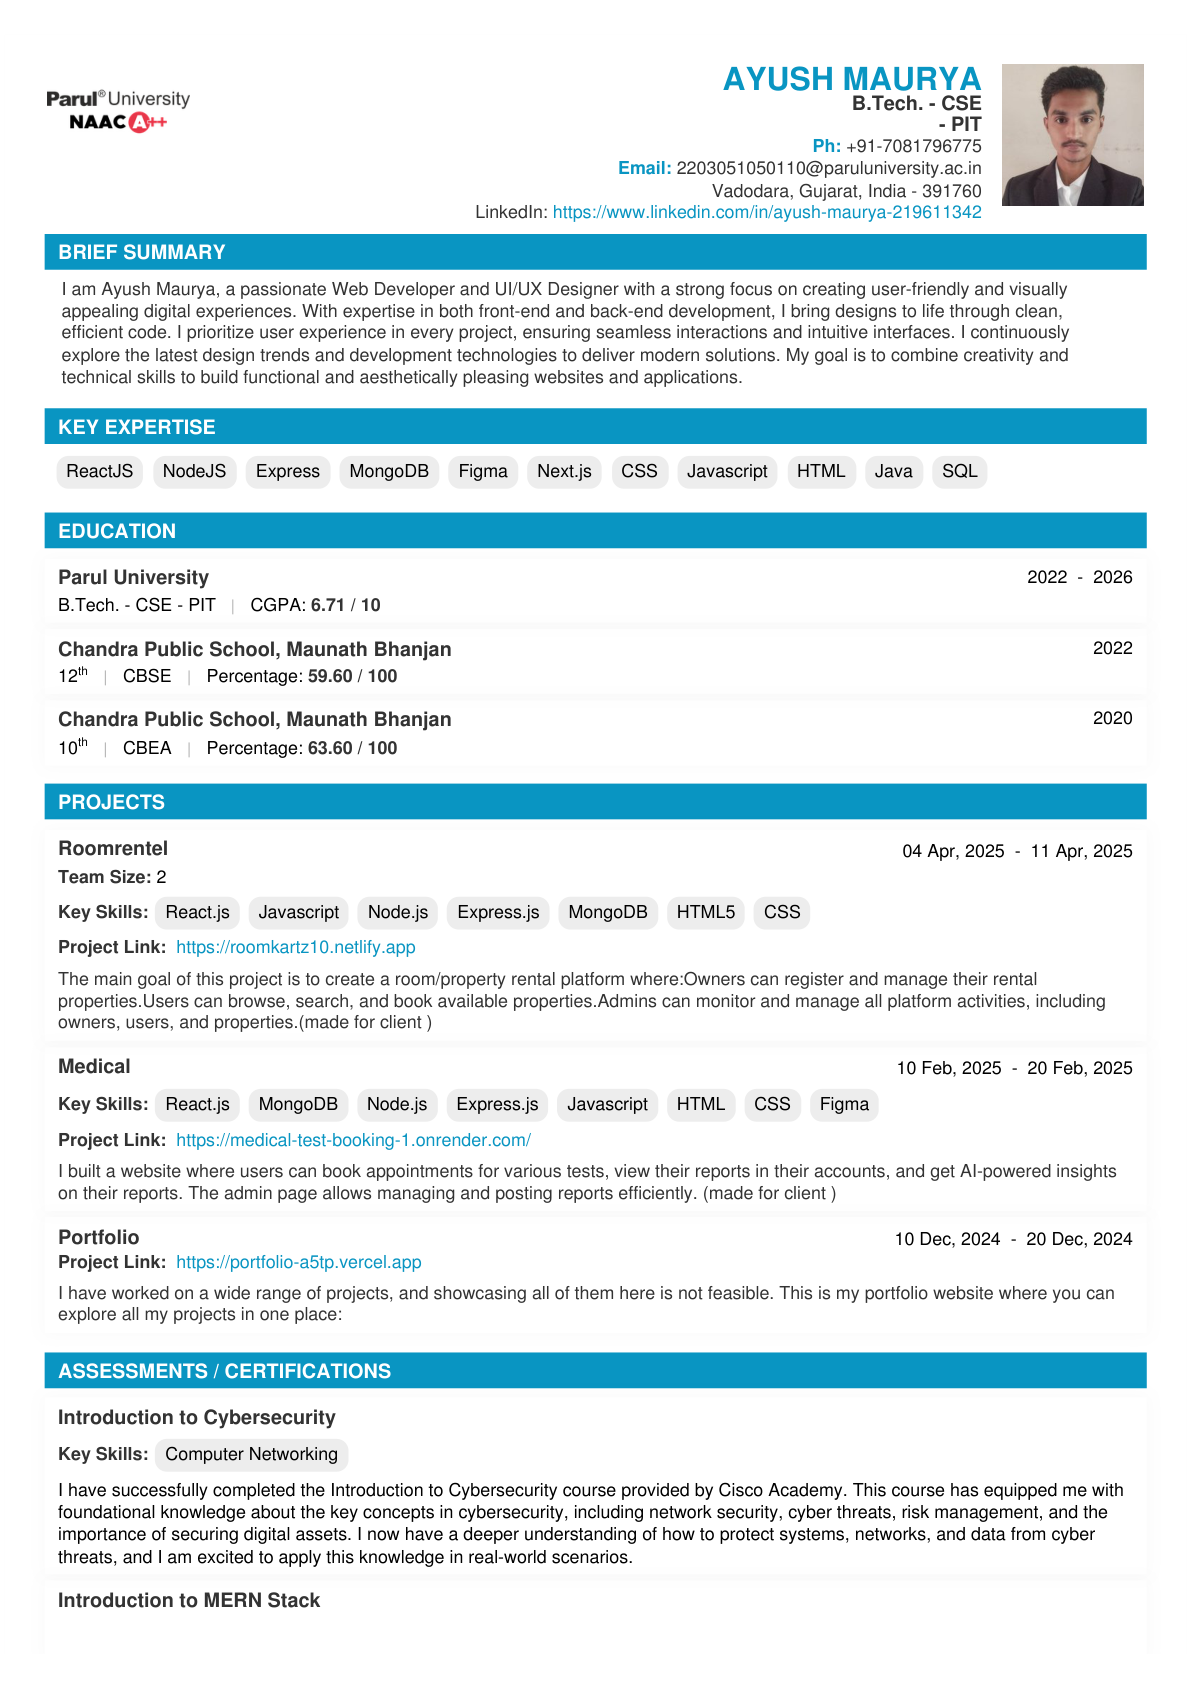 Parul® University
NAAC A++
AYUSH MAURYA
B.Tech. - CSE
- PIT
Ph: +91-7081796775
Email: 2203051050110@paruluniversity.ac.in
Vadodara, Gujarat, India - 391760
LinkedIn: https://www.linkedin.com/in/ayush-maurya-219611342
BRIEF SUMMARY
I am Ayush Maurya, a passionate Web Developer and UI/UX Designer with a strong focus on creating user-friendly and visually
appealing digital experiences. With expertise in both front-end and back-end development, I bring designs to life through clean,
efficient code. I prioritize user experience in every project, ensuring seamless interactions and intuitive interfaces. I continuously
explore the latest design trends and development technologies to deliver modern solutions. My goal is to combine creativity and
technical skills to build functional and aesthetically pleasing websites and applications.
KEY EXPERTISE
ReactJS NodeJS Express MongoDB Figma Next.js CSS Javascript HTML Java SQL
EDUCATION
Parul University 2022 - 2026
B.Tech. - CSE - PIT | CGPA: 6.71 / 10
Chandra Public School, Maunath Bhanjan 2022
12th | CBSE | Percentage: 59.60 / 100
Chandra Public School, Maunath Bhanjan 2020
10th | CBEA | Percentage: 63.60 / 100
PROJECTS
Roomrentel 04 Apr, 2025 - 11 Apr, 2025
Team Size: 2
Key Skills: React.js Javascript Node.js Express.js MongoDB HTML5 CSS
Project Link: https://roomkartz10.netlify.app
The main goal of this project is to create a room/property rental platform where:Owners can register and manage their rental
properties.Users can browse, search, and book available properties.Admins can monitor and manage all platform activities, including
owners, users, and properties.(made for client )
Medical 10 Feb, 2025 - 20 Feb, 2025
Key Skills: React.js MongoDB Node.js Express.js Javascript HTML CSS Figma
Project Link: https://medical-test-booking-1.onrender.com/
I built a website where users can book appointments for various tests, view their reports in their accounts, and get AI-powered insights
on their reports. The admin page allows managing and posting reports efficiently. (made for client )
Portfolio 10 Dec, 2024 - 20 Dec, 2024
Project Link: https://portfolio-a5tp.vercel.app
I have worked on a wide range of projects, and showcasing all of them here is not feasible. This is my portfolio website where you can
explore all my projects in one place:
ASSESSMENTS / CERTIFICATIONS
Introduction to Cybersecurity
Key Skills: Computer Networking
I have successfully completed the Introduction to Cybersecurity course provided by Cisco Academy. This course has equipped me with
foundational knowledge about the key concepts in cybersecurity, including network security, cyber threats, risk management, and the
importance of securing digital assets. I now have a deeper understanding of how to protect systems, networks, and data from cyber
threats, and I am excited to apply this knowledge in real-world scenarios.
Introduction to MERN Stack